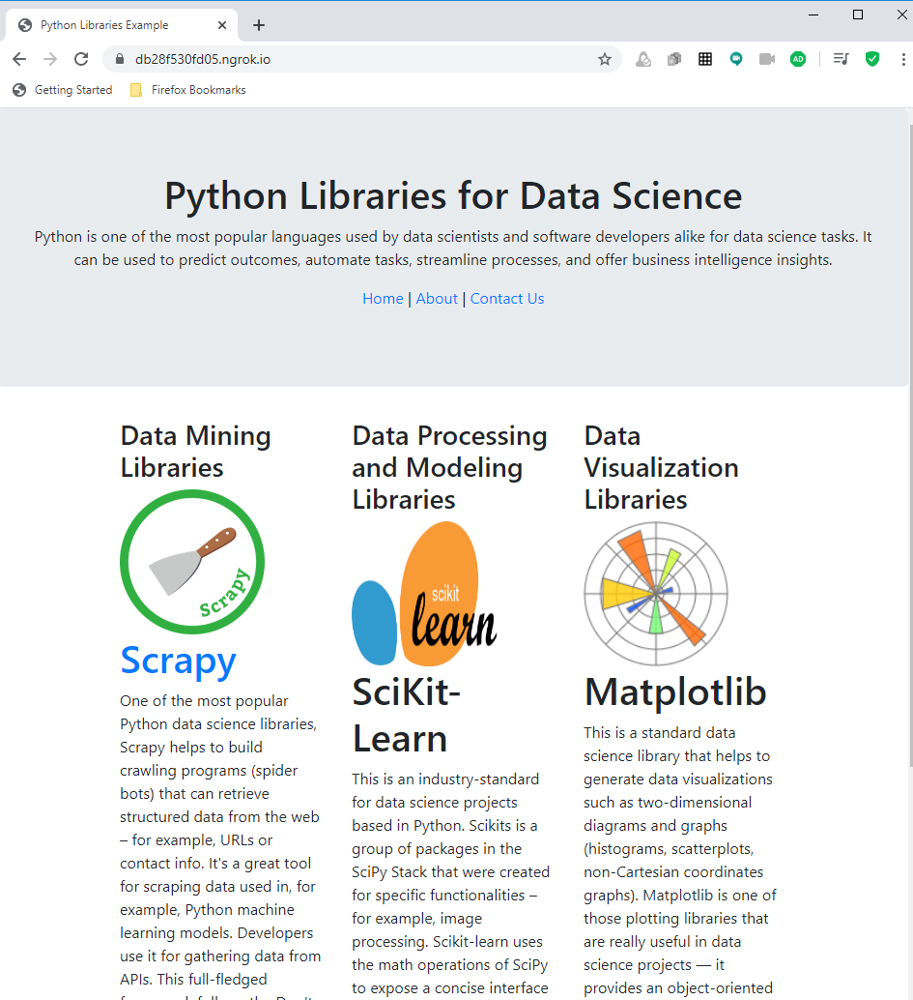 Python Libraries Example
db28f530fd05.ngrok.io
AD
Getting Started
Firefox Bookmarks
Python Libraries for Data Science
Python is one of the most popular languages used by data scientists and software developers alike for data science tasks. It
can be used to predict outcomes, automate tasks, streamline processes, and offer business intelligence insights.
Home | About | Contact Us
Data Mining
Libraries
Scrapy
Scrapy
One of the most popular
Python data science libraries,
Scrapy helps to build
crawling programs (spider
bots) that can retrieve
structured data from the web
– for example, URLs or
contact info. It's a great tool
for scraping data used in, for
example, Python machine
learning models. Developers
use it for gathering data from
APIs. This full-fledged
Data Processing
and Modeling
Libraries
scikit
learn
SciKit-
Learn
This is an industry-standard
for data science projects
based in Python. Scikits is a
group of packages in the
SciPy Stack that were created
for specific functionalities –
for example, image
processing. Scikit-learn uses
the math operations of SciPy
to expose a concise interface
Data
Visualization
Libraries
Matplotlib
This is a standard data
science library that helps to
generate data visualizations
such as two-dimensional
diagrams and graphs
(histograms, scatterplots,
non-Cartesian coordinates
graphs). Matplotlib is one of
those plotting libraries that
are really useful in data
science projects — it
provides an object-oriented